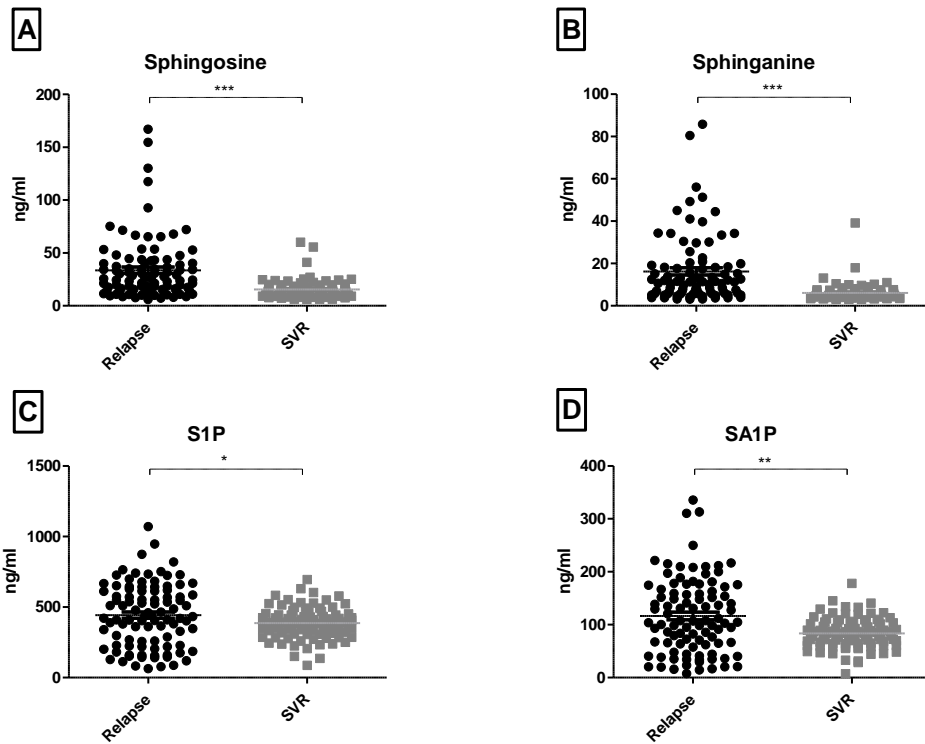 A
Sphingosine
***
200
150
100
50
0
ng/ml
Relapse
SVR
B
Sphinganine
***
100
80
60
40
20
0
ng/ml
Relapse
SVR
C
S1P
*
1500
1000
500
0
ng/ml
Relapse
SVR
D
SA1P
**
400
300
200
100
0
ng/ml
Relapse
SVR